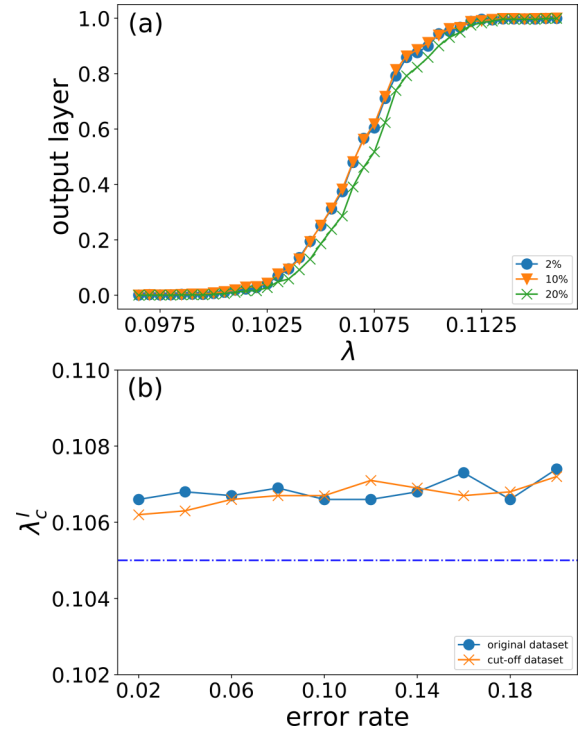 (a)
output layer
1.0
0.8
0.6
0.4
0.2
0.0
2%
10%
20%
0.0975 0.1025 0.1075 0.1125
λ
(b)
λ_c^I
0.110
0.108
0.106
0.104
0.102
original dataset
cut-off dataset
0.02 0.06 0.10 0.14 0.18
error rate